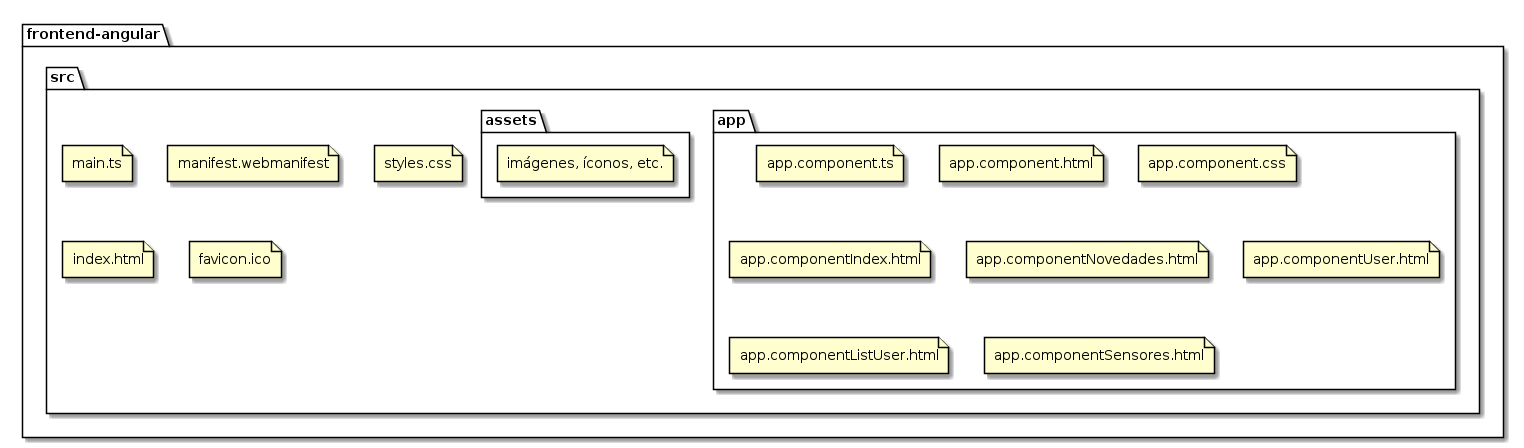 frontend-angular
src
assets
app
main.ts
manifest.webmanifest
styles.css
imágenes, íconos, etc.
app.component.ts
app.component.html
app.component.css
index.html
favicon.ico
app.componentIndex.html
app.componentNovedades.html
app.componentUser.html
app.componentListUser.html
app.componentSensores.html